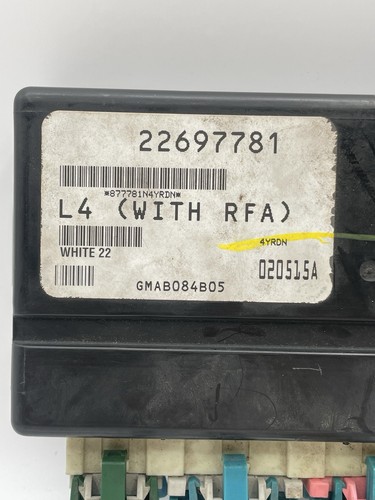 22697781
*877781N4YRDN*
L4 (WITH RFA)
4YRDN
WHITE 22
020515A
GMAB084B05